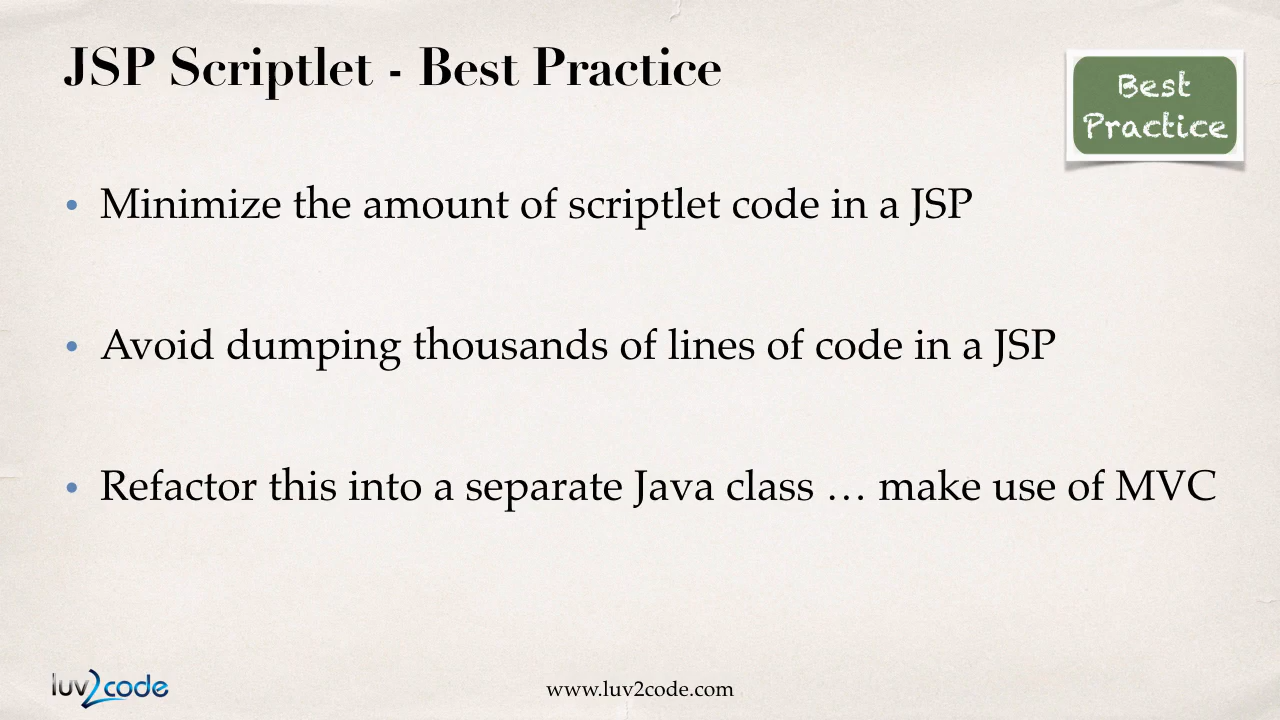 JSP Scriptlet - Best Practice
Best
Practice
• Minimize the amount of scriptlet code in a JSP
• Avoid dumping thousands of lines of code in a JSP
• Refactor this into a separate Java class … make use of MVC
luv2code
www.luv2code.com